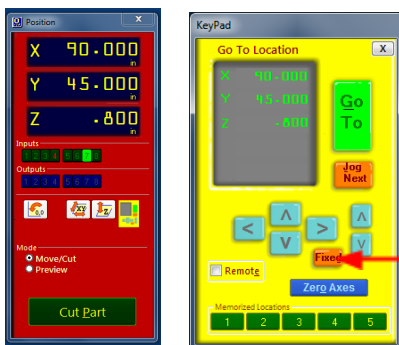 Position
X
X 90.000
in
Y 45.000
in
Z .800
in
Inputs
1 2 3 4 5 6 7 8
Outputs
1 2 3 4 5 6 7 8
0,0
XY
Z
Mode
Move/Cut
Preview
Cut Part
KeyPad
Go To Location
X
X 90.000
Y 45.000
Z .800
Go
To
Jog
Next
< ∧ >
∨
∧
∨
Fixed
Remote
Zero Axes
Memorized Locations
1 2 3 4 5